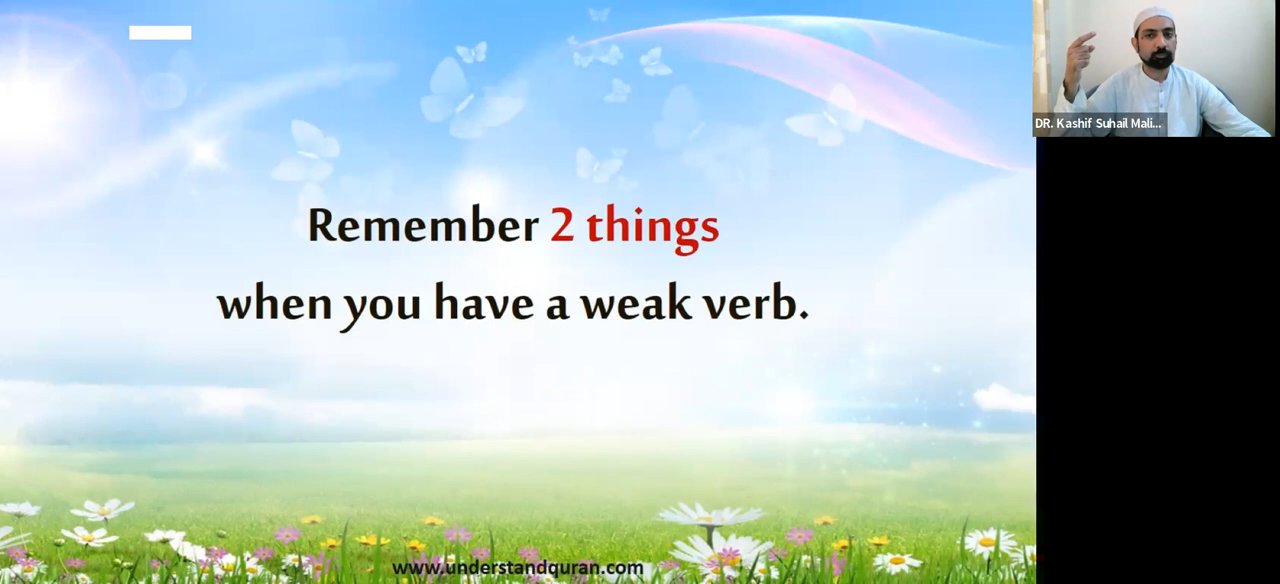 Remember 2 things
when you have a weak verb.
www.understandquran.com
DR. Kashif Suhail Mali...